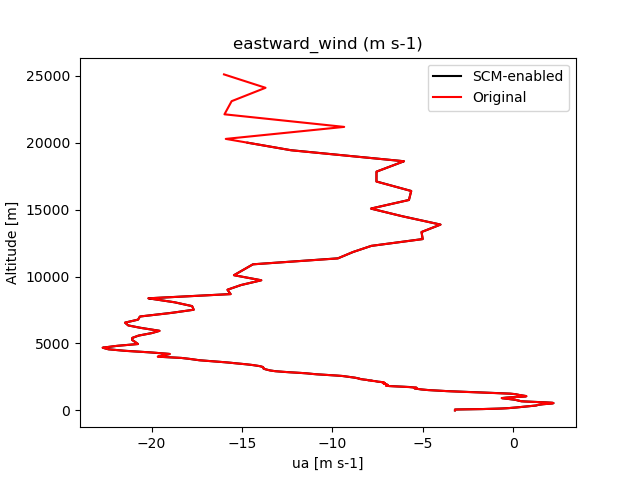 eastward_wind (m s-1)
SCM-enabled
Original
25000
20000
15000
10000
5000
0
Altitude [m]
−20
−15
−10
−5
0
ua [m s-1]